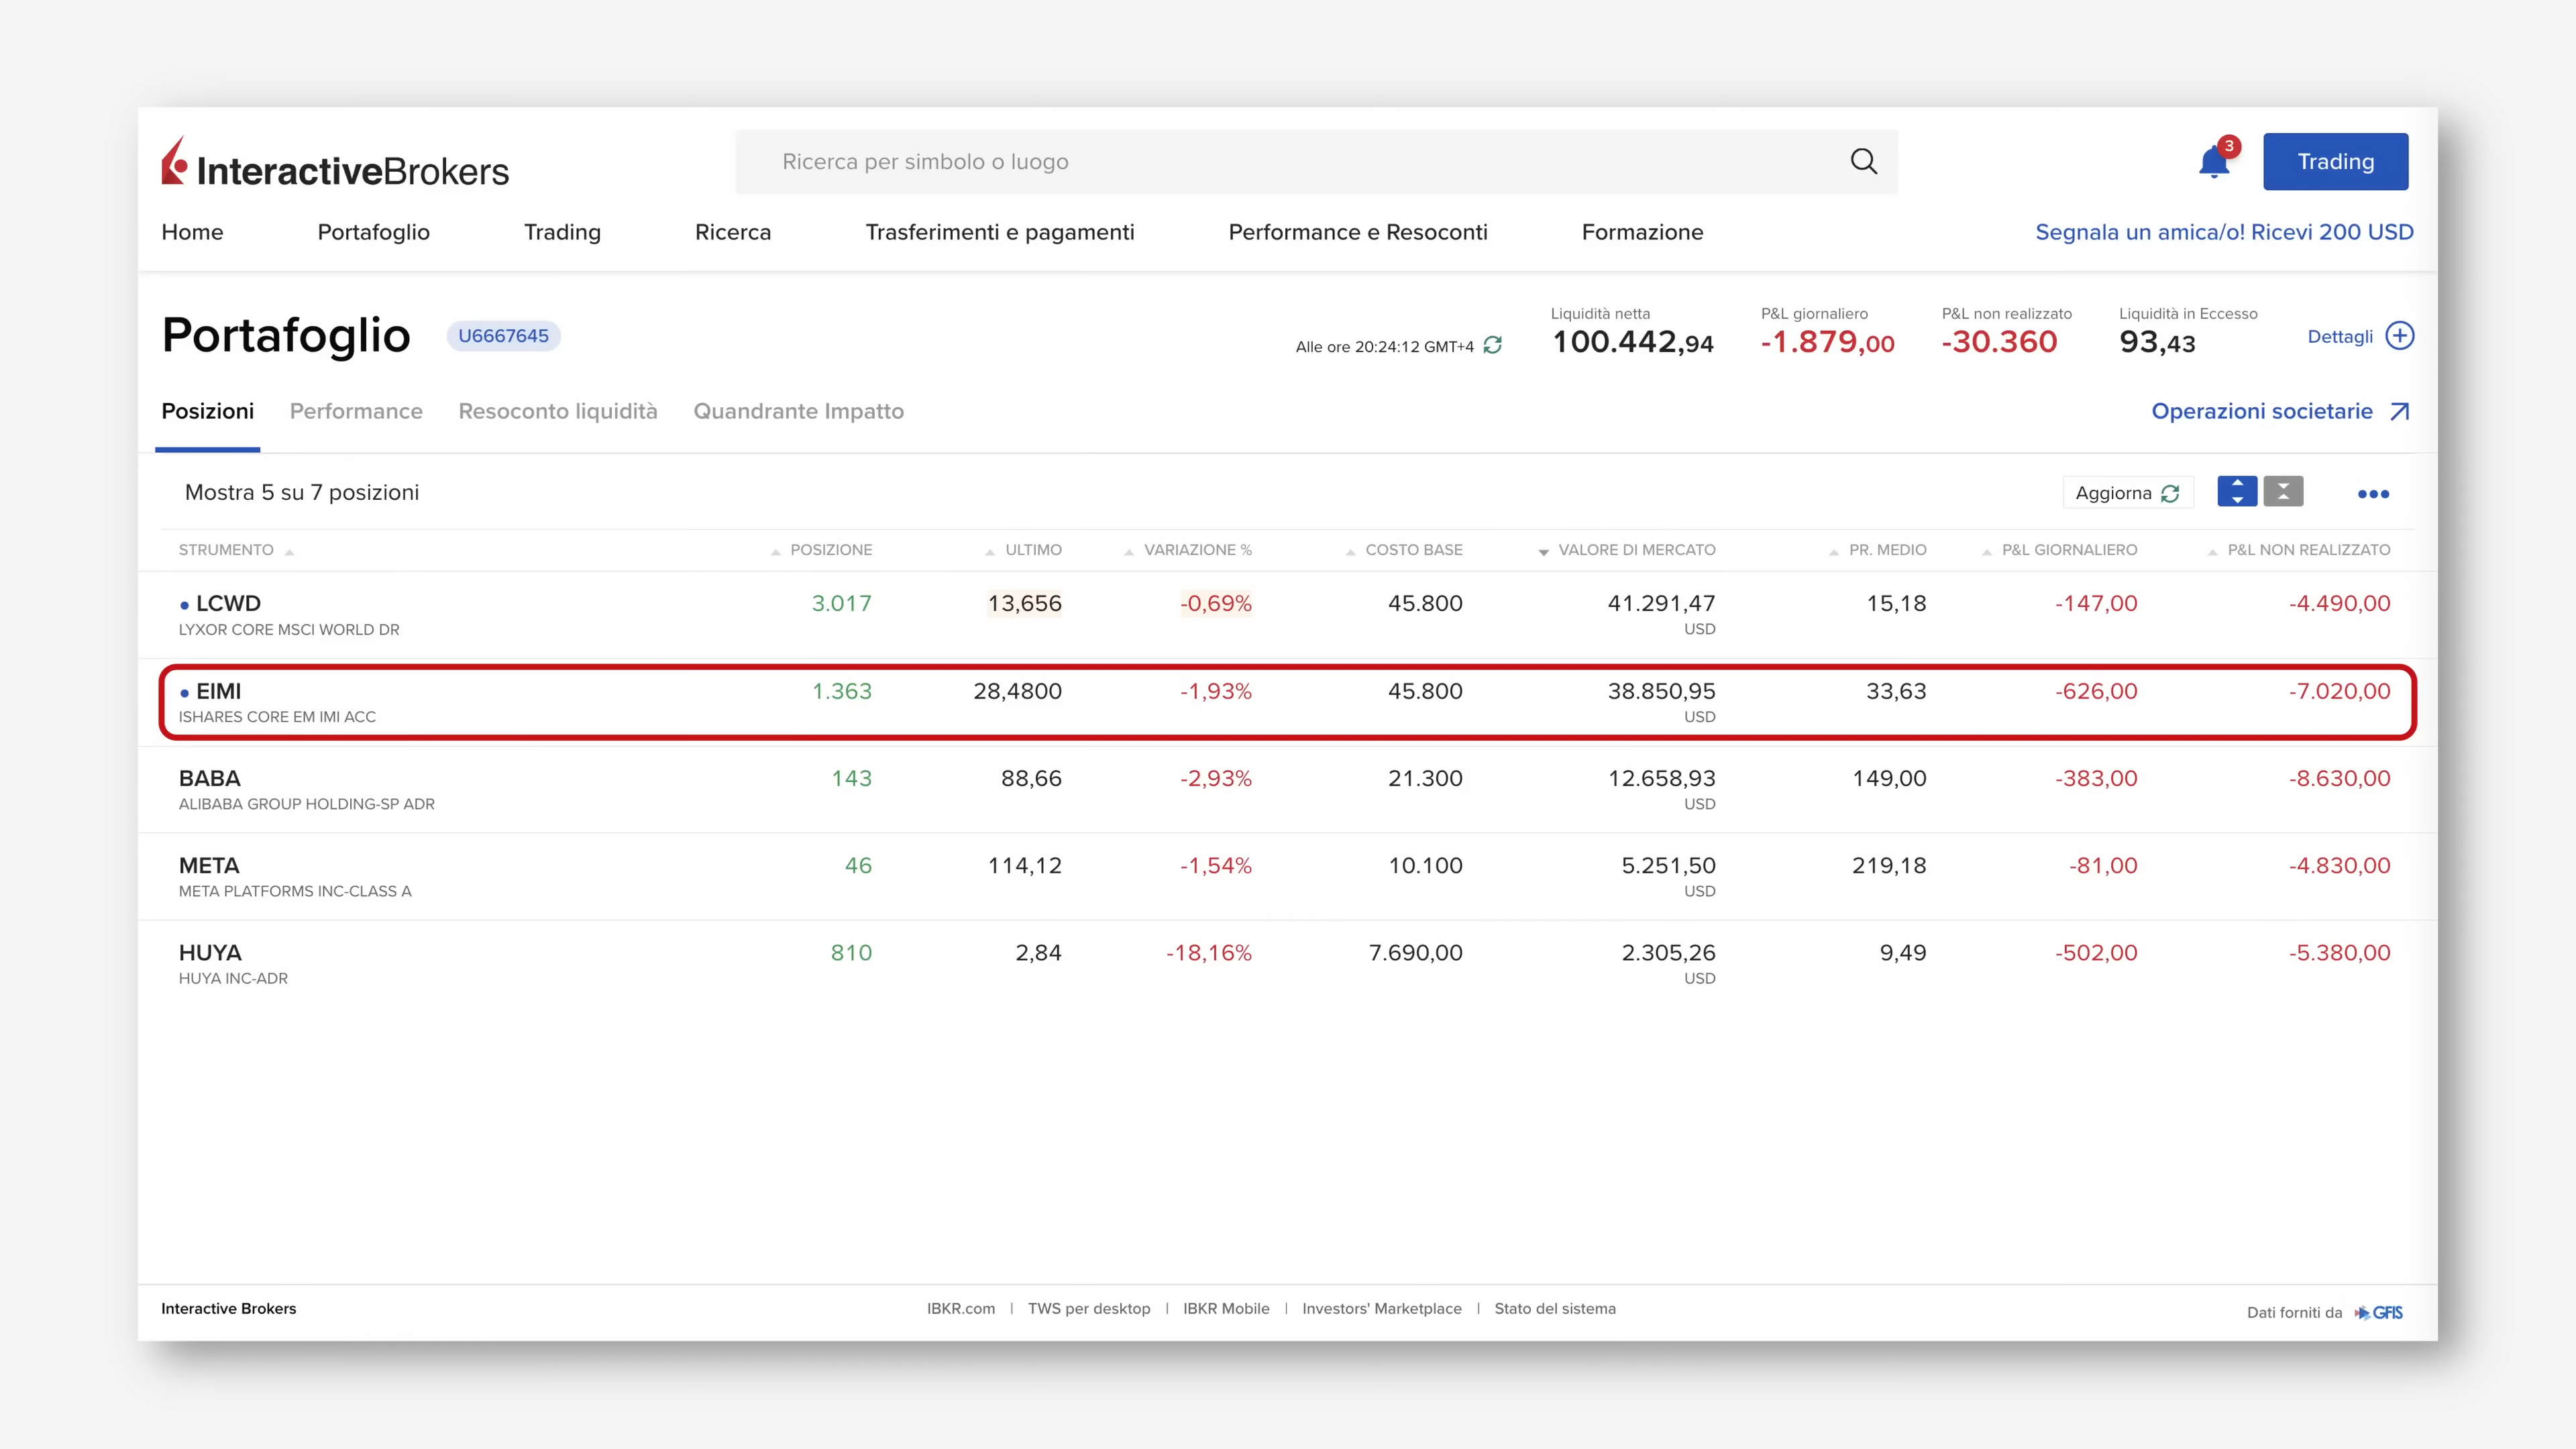 InteractiveBrokers
Ricerca per simbolo o luogo
3
Trading
Home Portafoglio Trading Ricerca Trasferimenti e pagamenti Performance e Resoconti Formazione Segnala un amica/o! Ricevi 200 USD
Portafoglio U6667645
Alle ore 20:24:12 GMT+4
Liquidità netta P&L giornaliero P&L non realizzato Liquidità in Eccesso
100.442,94 -1.879,00 -30.360 93,43 Dettagli
Posizioni Performance Resoconto liquidità Quandrante Impatto Operazioni societarie
Mostra 5 su 7 posizioni Aggiorna
STRUMENTO POSIZIONE ULTIMO VARIAZIONE % COSTO BASE VALORE DI MERCATO PR. MEDIO P&L GIORNALIERO P&L NON REALIZZATO
LCWD 3.017 13,656 -0,69% 45.800 41.291,47 15,18 -147,00 -4.490,00
LYXOR CORE MSCI WORLD DR USD
EIMI 1.363 28,4800 -1,93% 45.800 38.850,95 33,63 -626,00 -7.020,00
ISHARES CORE EM IMI ACC USD
BABA 143 88,66 -2,93% 21.300 12.658,93 149,00 -383,00 -8.630,00
ALIBABA GROUP HOLDING-SP ADR USD
META 46 114,12 -1,54% 10.100 5.251,50 219,18 -81,00 -4.830,00
META PLATFORMS INC-CLASS A USD
HUYA 810 2,84 -18,16% 7.690,00 2.305,26 9,49 -502,00 -5.380,00
HUYA INC-ADR USD
Interactive Brokers IBKR.com | TWS per desktop | IBKR Mobile | Investors' Marketplace | Stato del sistema Dati forniti da GFIS